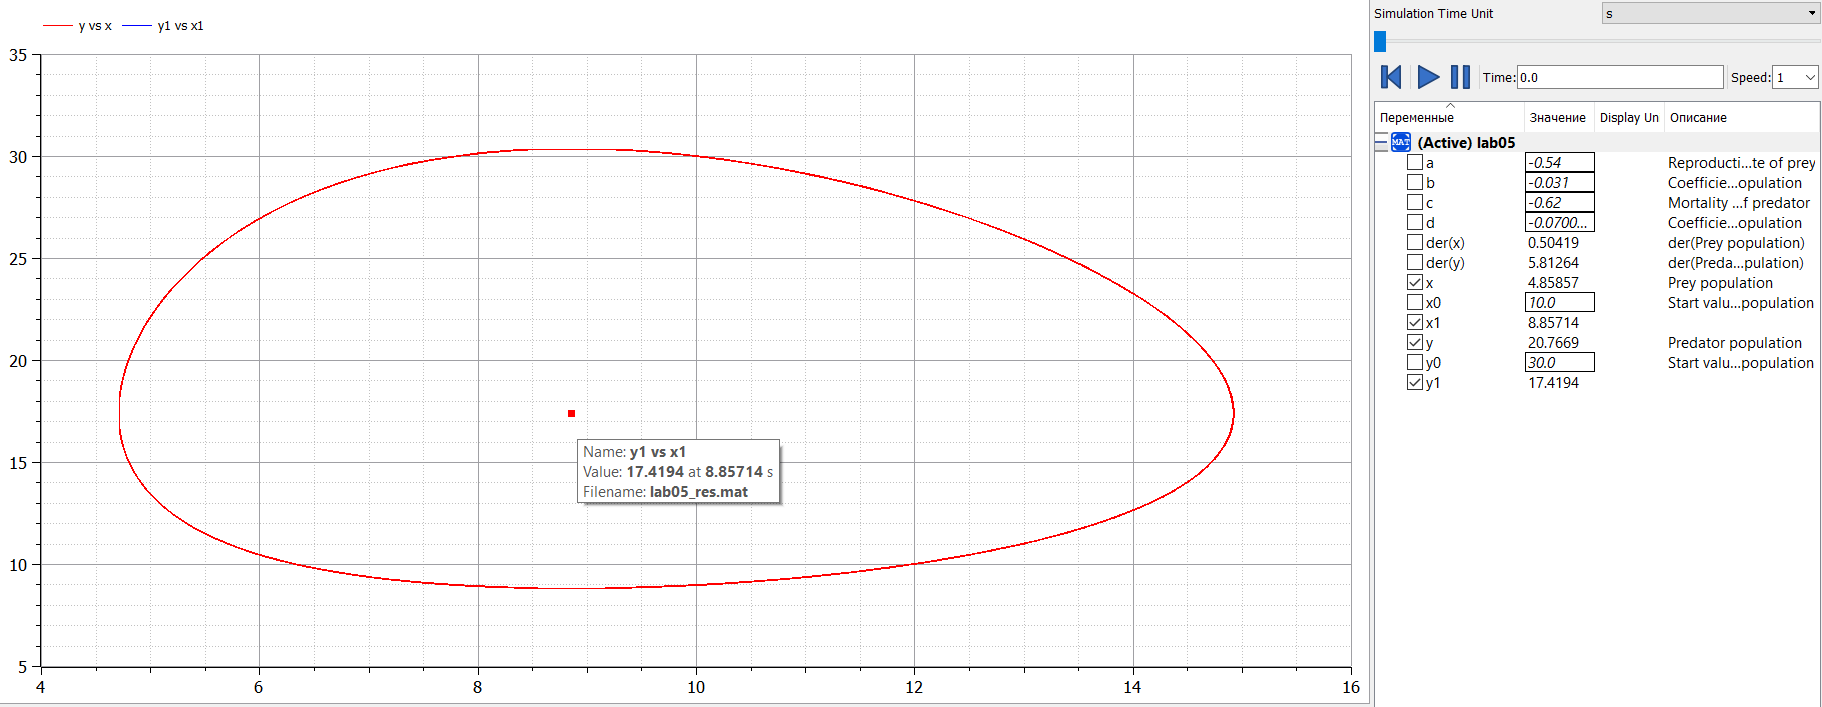 y vs x y1 vs x1
35
30
25
20
15
10
5
4 6 8 10 12 14 16
Name: y1 vs x1
Value: 17.4194 at 8.85714 s
Filename: lab05_res.mat
Simulation Time Unit s
Time: 0.0 Speed: 1
Переменные Значение Display Un Описание
MAT (Active) lab05
a -0.54 Reproducti...te of prey
b -0.031 Coefficie...opulation
c -0.62 Mortality ...f predator
d -0.0700... Coefficie...opulation
der(x) 0.50419 der(Prey population)
der(y) 5.81264 der(Preda...pulation)
x 4.85857 Prey population
x0 10.0 Start valu...population
x1 8.85714
y 20.7669 Predator population
y0 30.0 Start valu...population
y1 17.4194